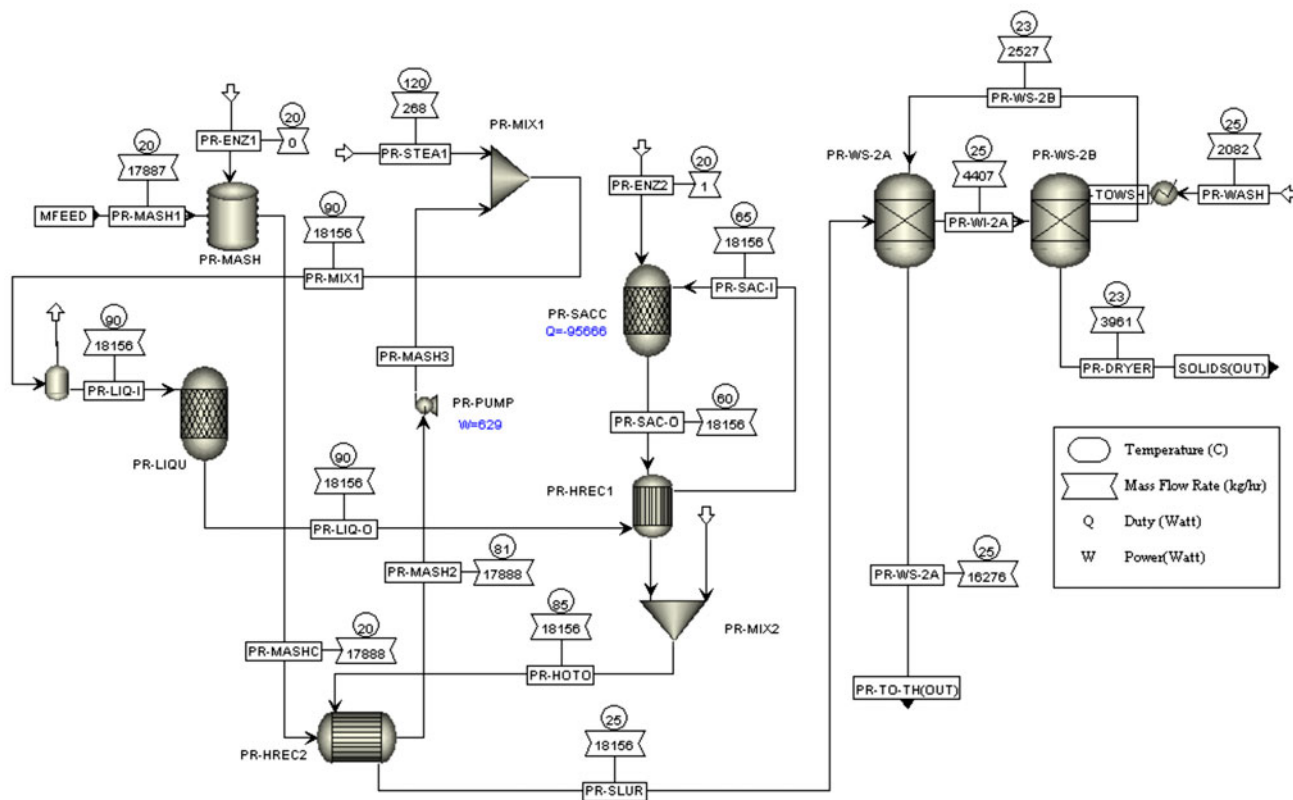 20
PR-ENZ1
0
20
17887
MFEED
PR-MASH1
PR-MASH
120
268
PR-STEA1
PR-MIX1
90
18156
PR-MIX1
90
18156
PR-LIQ-I
PR-LIQU
PR-MASH3
PR-PUMP
W=629
90
18156
PR-LIQ-O
PR-MASH2
81
17888
PR-MASHC
20
17888
PR-HREC2
20
PR-ENZ2
1
65
18156
PR-SAC-I
PR-SACC
Q=-95666
60
PR-SAC-O
18156
PR-HREC1
PR-MIX2
85
18156
PR-HOTO
25
18156
PR-SLUR
23
2527
PR-WS-2B
PR-WS-2A
25
4407
PR-WI-2A
PR-WS-2B
-TOWSH
25
2082
PR-WASH
23
3961
PR-DRYER
SOLIDS(OUT)
25
PR-WS-2A
16276
PR-TO-TH(OUT)
Temperature (C)
Mass Flow Rate (kg/hr)
Q Duty (Watt)
W Power(Watt)